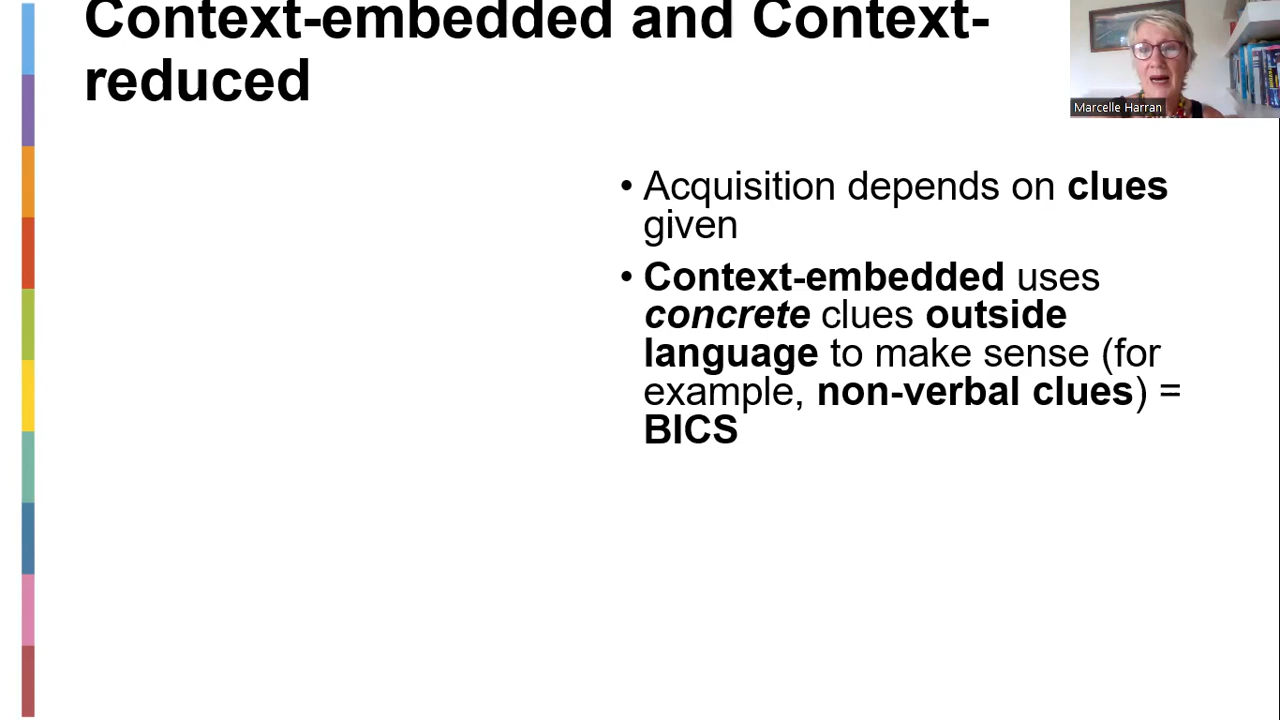 Context-embedded and Context-
reduced
Marcelle Harran
• Acquisition depends on clues
given
• Context-embedded uses
concrete clues outside
language to make sense (for
example, non-verbal clues) =
BICS